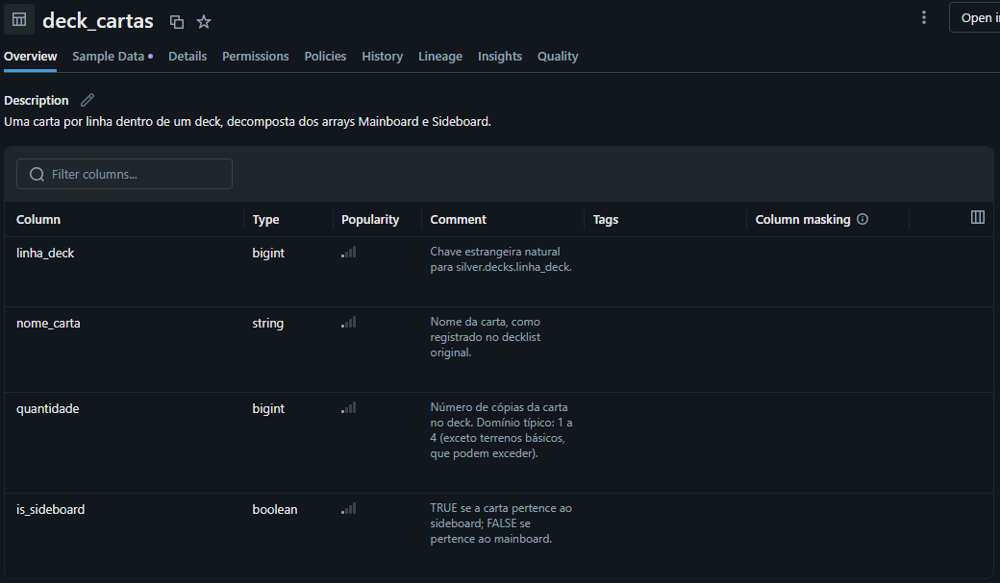 deck_cartas
Open i
Overview Sample Data Details Permissions Policies History Lineage Insights Quality
Description
Uma carta por linha dentro de um deck, decomposta dos arrays Mainboard e Sideboard.
Filter columns...
Column Type Popularity Comment Tags Column masking
linha_deck bigint Chave estrangeira natural
para silver.decks.linha_deck.
nome_carta string Nome da carta, como
registrado no decklist
original.
quantidade bigint Número de cópias da carta
no deck. Domínio típico: 1 a
4 (exceto terrenos básicos,
que podem exceder).
is_sideboard boolean TRUE se a carta pertence ao
sideboard; FALSE se
pertence ao mainboard.